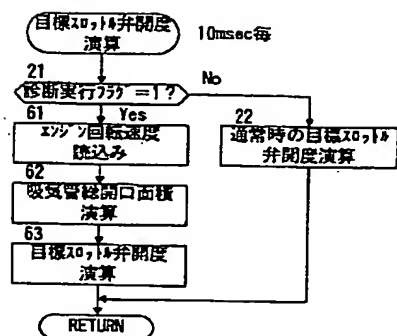 目標ｽﾛｯﾄﾙ弁開度
演算
10msec毎
21
診断実行ﾌﾗｸﾞ=1?
No
Yes
61
ｴﾝｼﾞﾝ回転速度
読込み
22
通常時の目標ｽﾛｯﾄﾙ
弁開度演算
62
吸気管総開口面積
演算
63
目標ｽﾛｯﾄﾙ弁開度
演算
RETURN